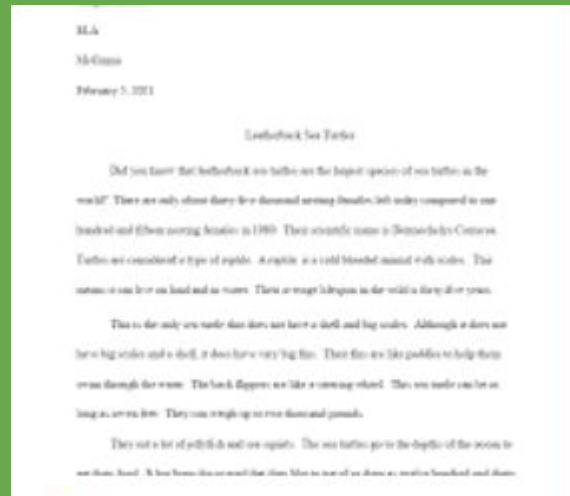 February 5, 2001
Leatherback Sea Turtles
Did you know that leatherback sea turtles are the largest species of sea turtles in the
world? There are only about thirty five thousand nesting females left today compared to one
hundred and fifteen nesting females in 1980. Their scientific name is Dermochelys Coriacea.
Turtles are considered a type of reptile. A reptile is a cold blooded animal with scales. This
means it can live on land and in water. Their average lifespan in the wild is thirty five years.
This is the only sea turtle that does not have a shell and big scales. Although it does not
have big scales and a shell, it does have very big fins. Their fins are like paddles to help them
swim through the water. The back flippers are like a steering wheel. This sea turtle can be as
long as seven feet. They can weigh up to two thousand pounds.
They eat a lot of jellyfish and sea squirts. The sea turtles go to the depths of the ocean to